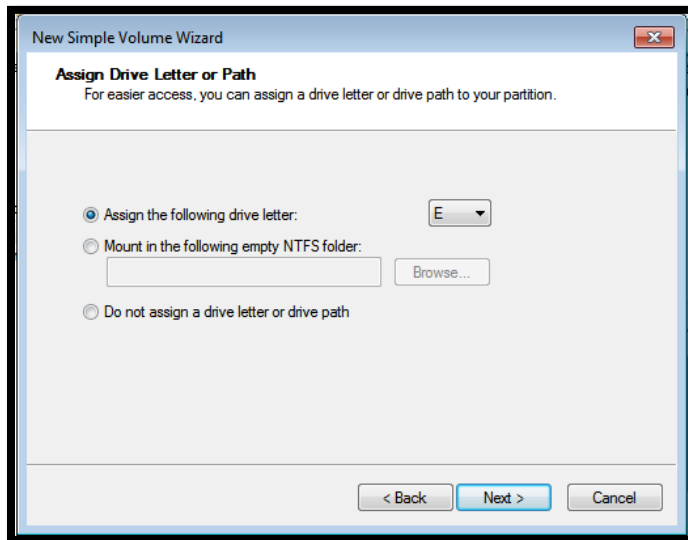 New Simple Volume Wizard
Assign Drive Letter or Path
For easier access, you can assign a drive letter or drive path to your partition.
Assign the following drive letter: E
Mount in the following empty NTFS folder:
Browse...
Do not assign a drive letter or drive path
< Back Next > Cancel